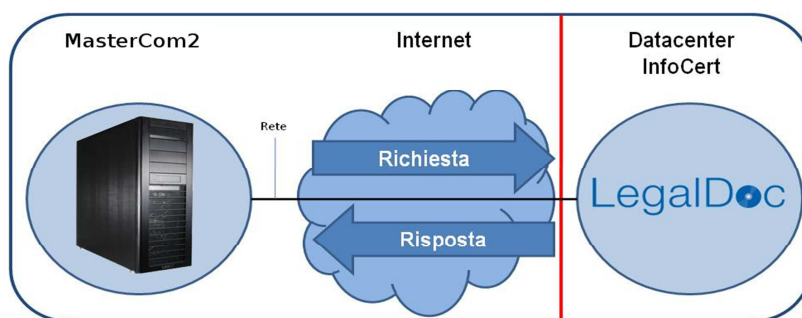 MasterCom2
Internet
Datacenter
InfoCert
Rete
Richiesta
LegalDoc
Risposta